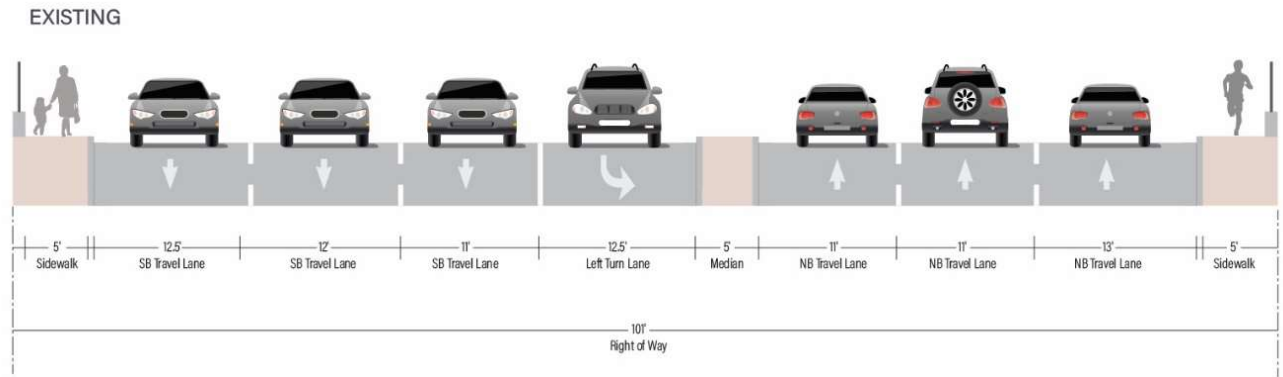 EXISTING
5'
Sidewalk
12.5'
SB Travel Lane
12'
SB Travel Lane
11'
SB Travel Lane
12.5'
Left Turn Lane
5'
Median
11'
NB Travel Lane
11'
NB Travel Lane
13'
NB Travel Lane
5'
Sidewalk
101'
Right of Way